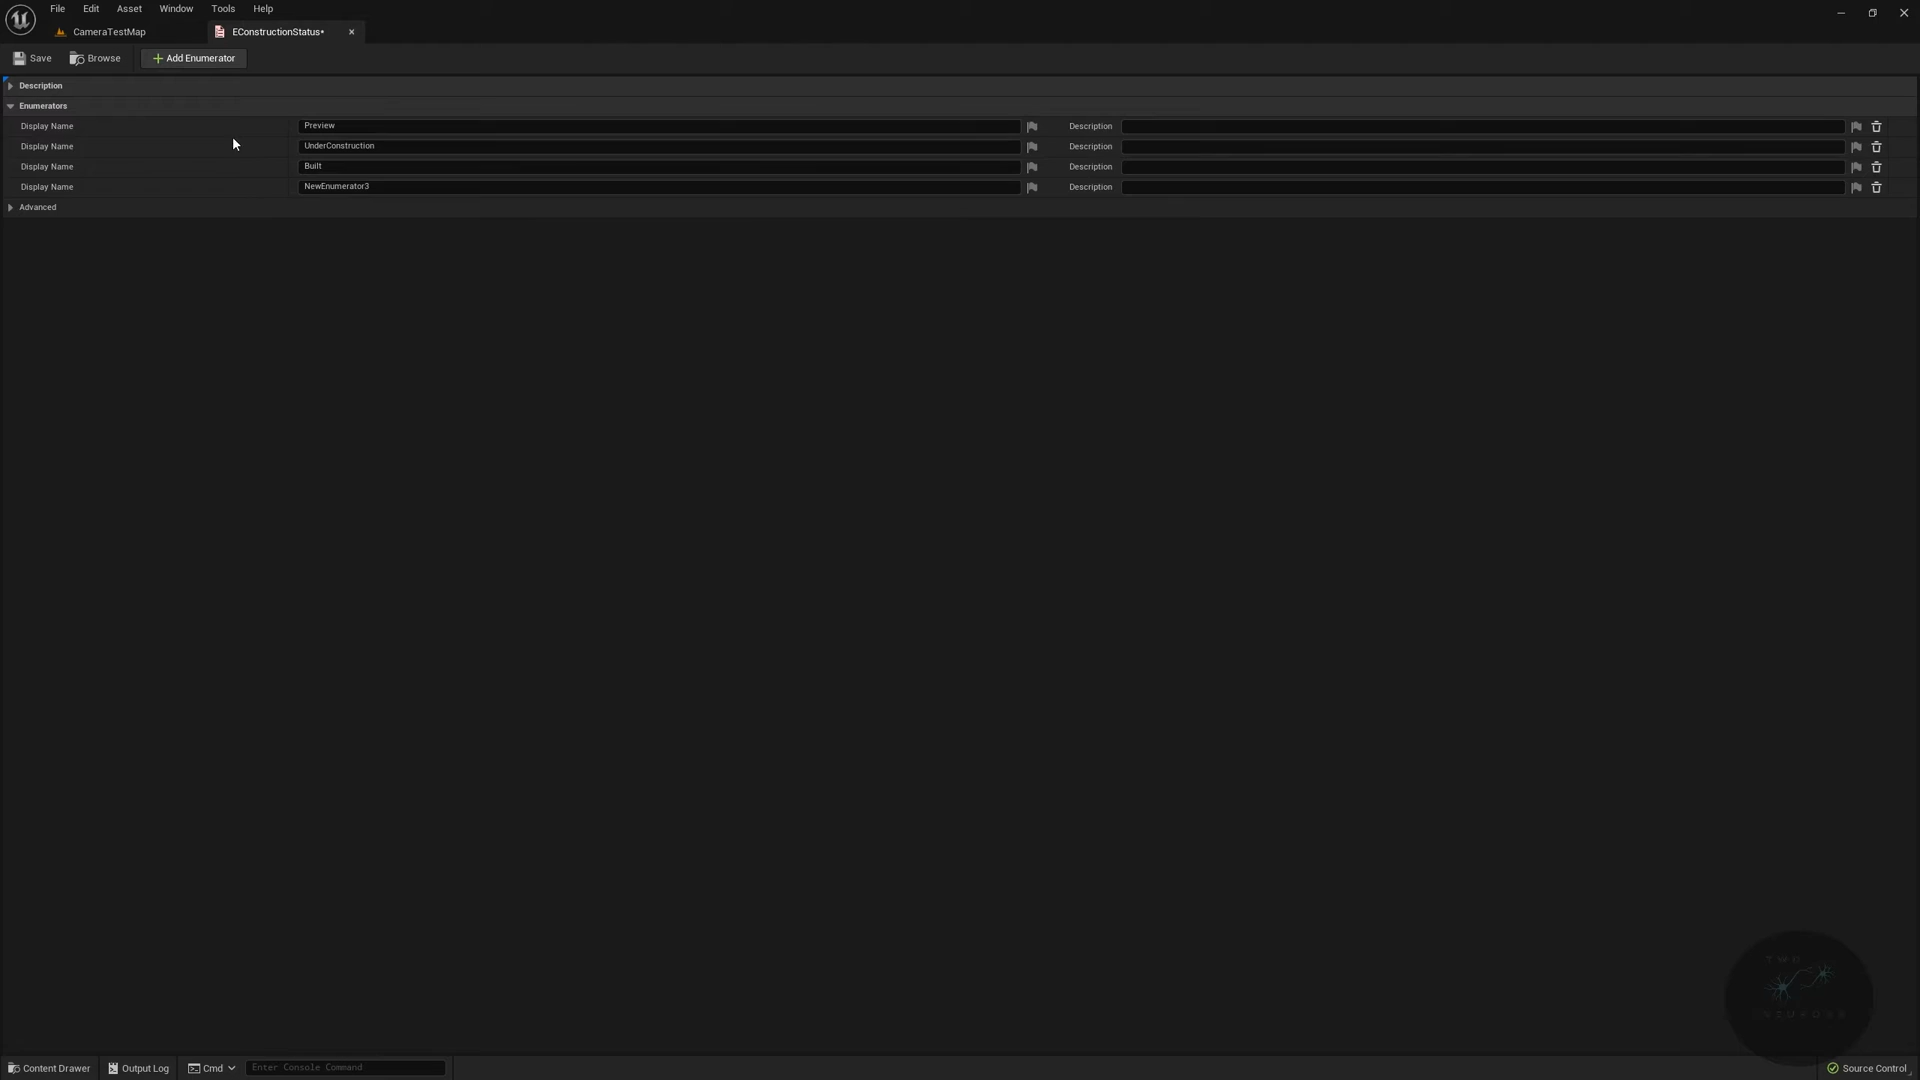 File Edit Asset Window Tools Help
CameraTestMap EConstructionStatus*
Save Browse Add Enumerator
Description
Enumerators
Display Name Preview Description
Display Name UnderConstruction Description
Display Name Built Description
Display Name NewEnumerator3 Description
Advanced
TWO
NEURONS
Content Drawer Output Log Cmd Enter Console Command Source Control